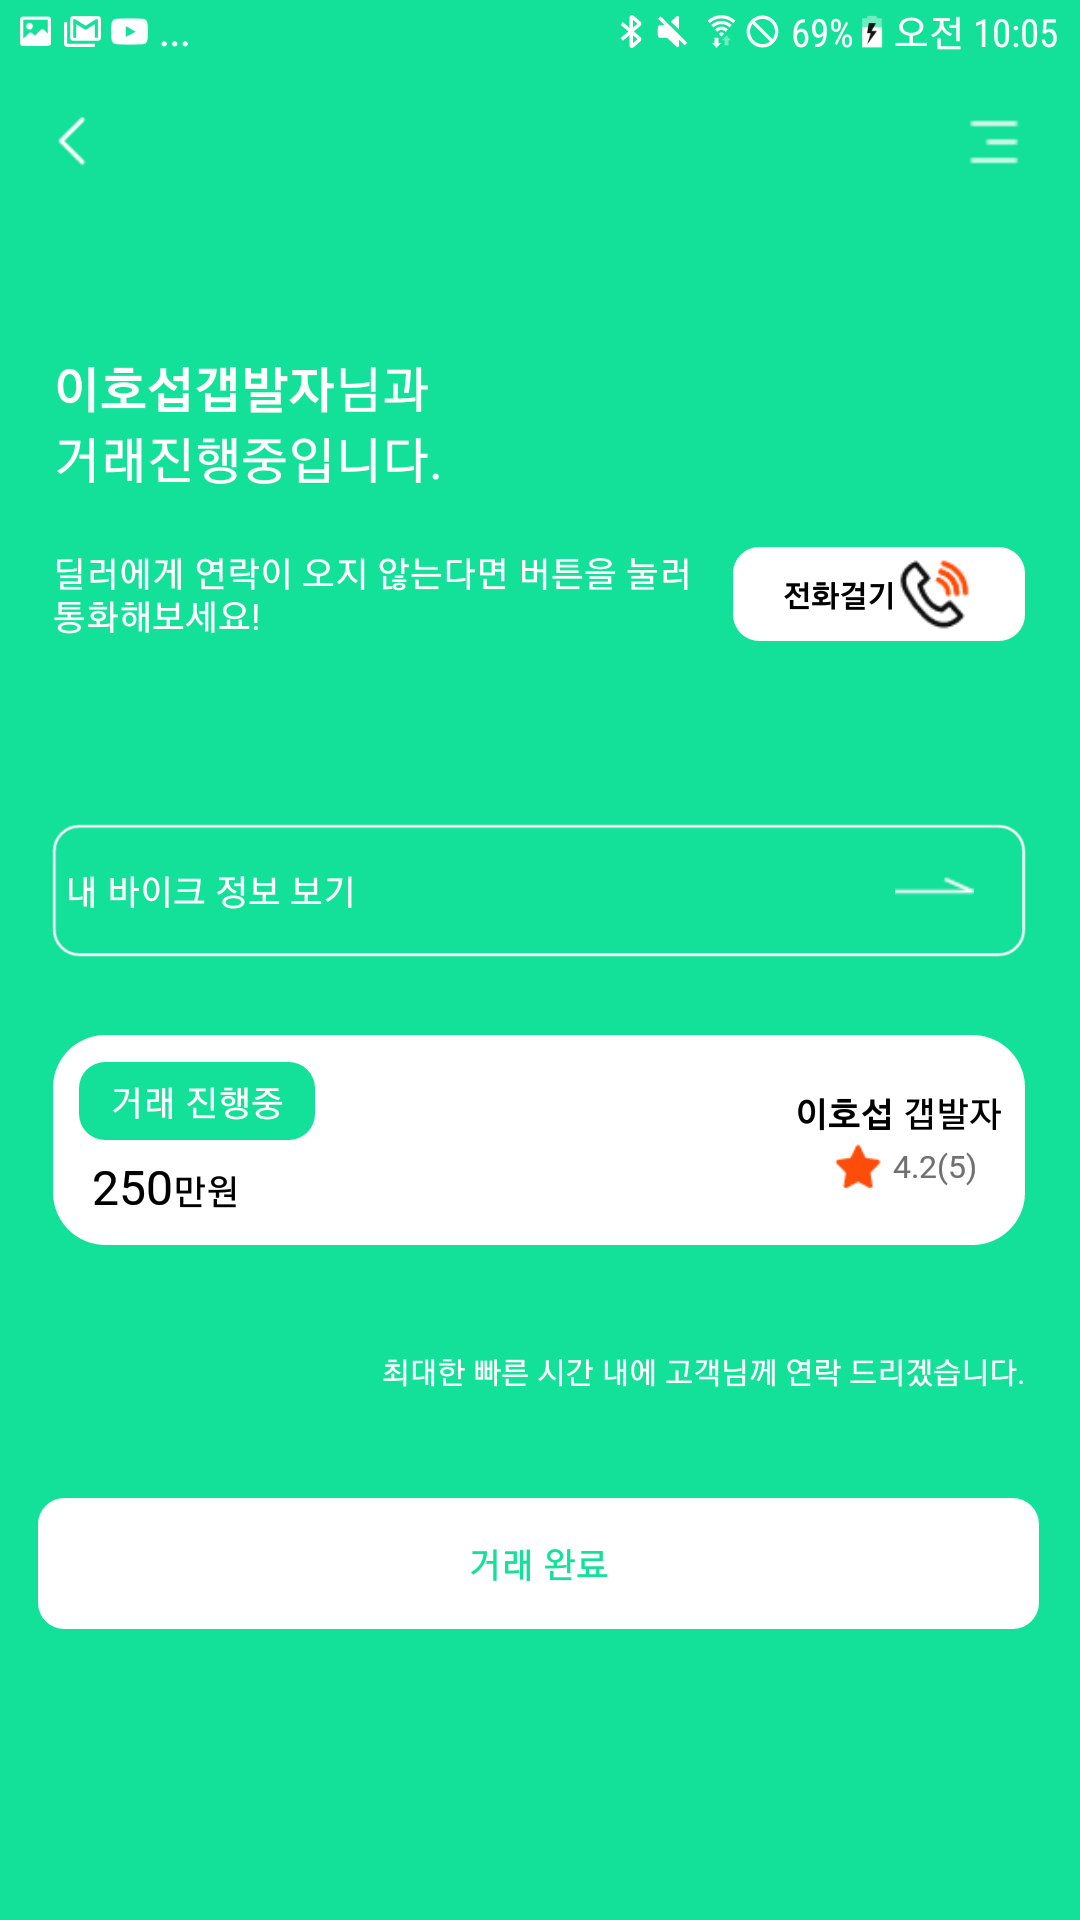 ... 69% 오전 10:05
이호섭갭발자님과
거래진행중입니다.
딜러에게 연락이 오지 않는다면 버튼을 눌러
통화해보세요!
전화걸기
내 바이크 정보 보기
거래 진행중
250만원
이호섭 갭발자
4.2(5)
최대한 빠른 시간 내에 고객님께 연락 드리겠습니다.
거래 완료